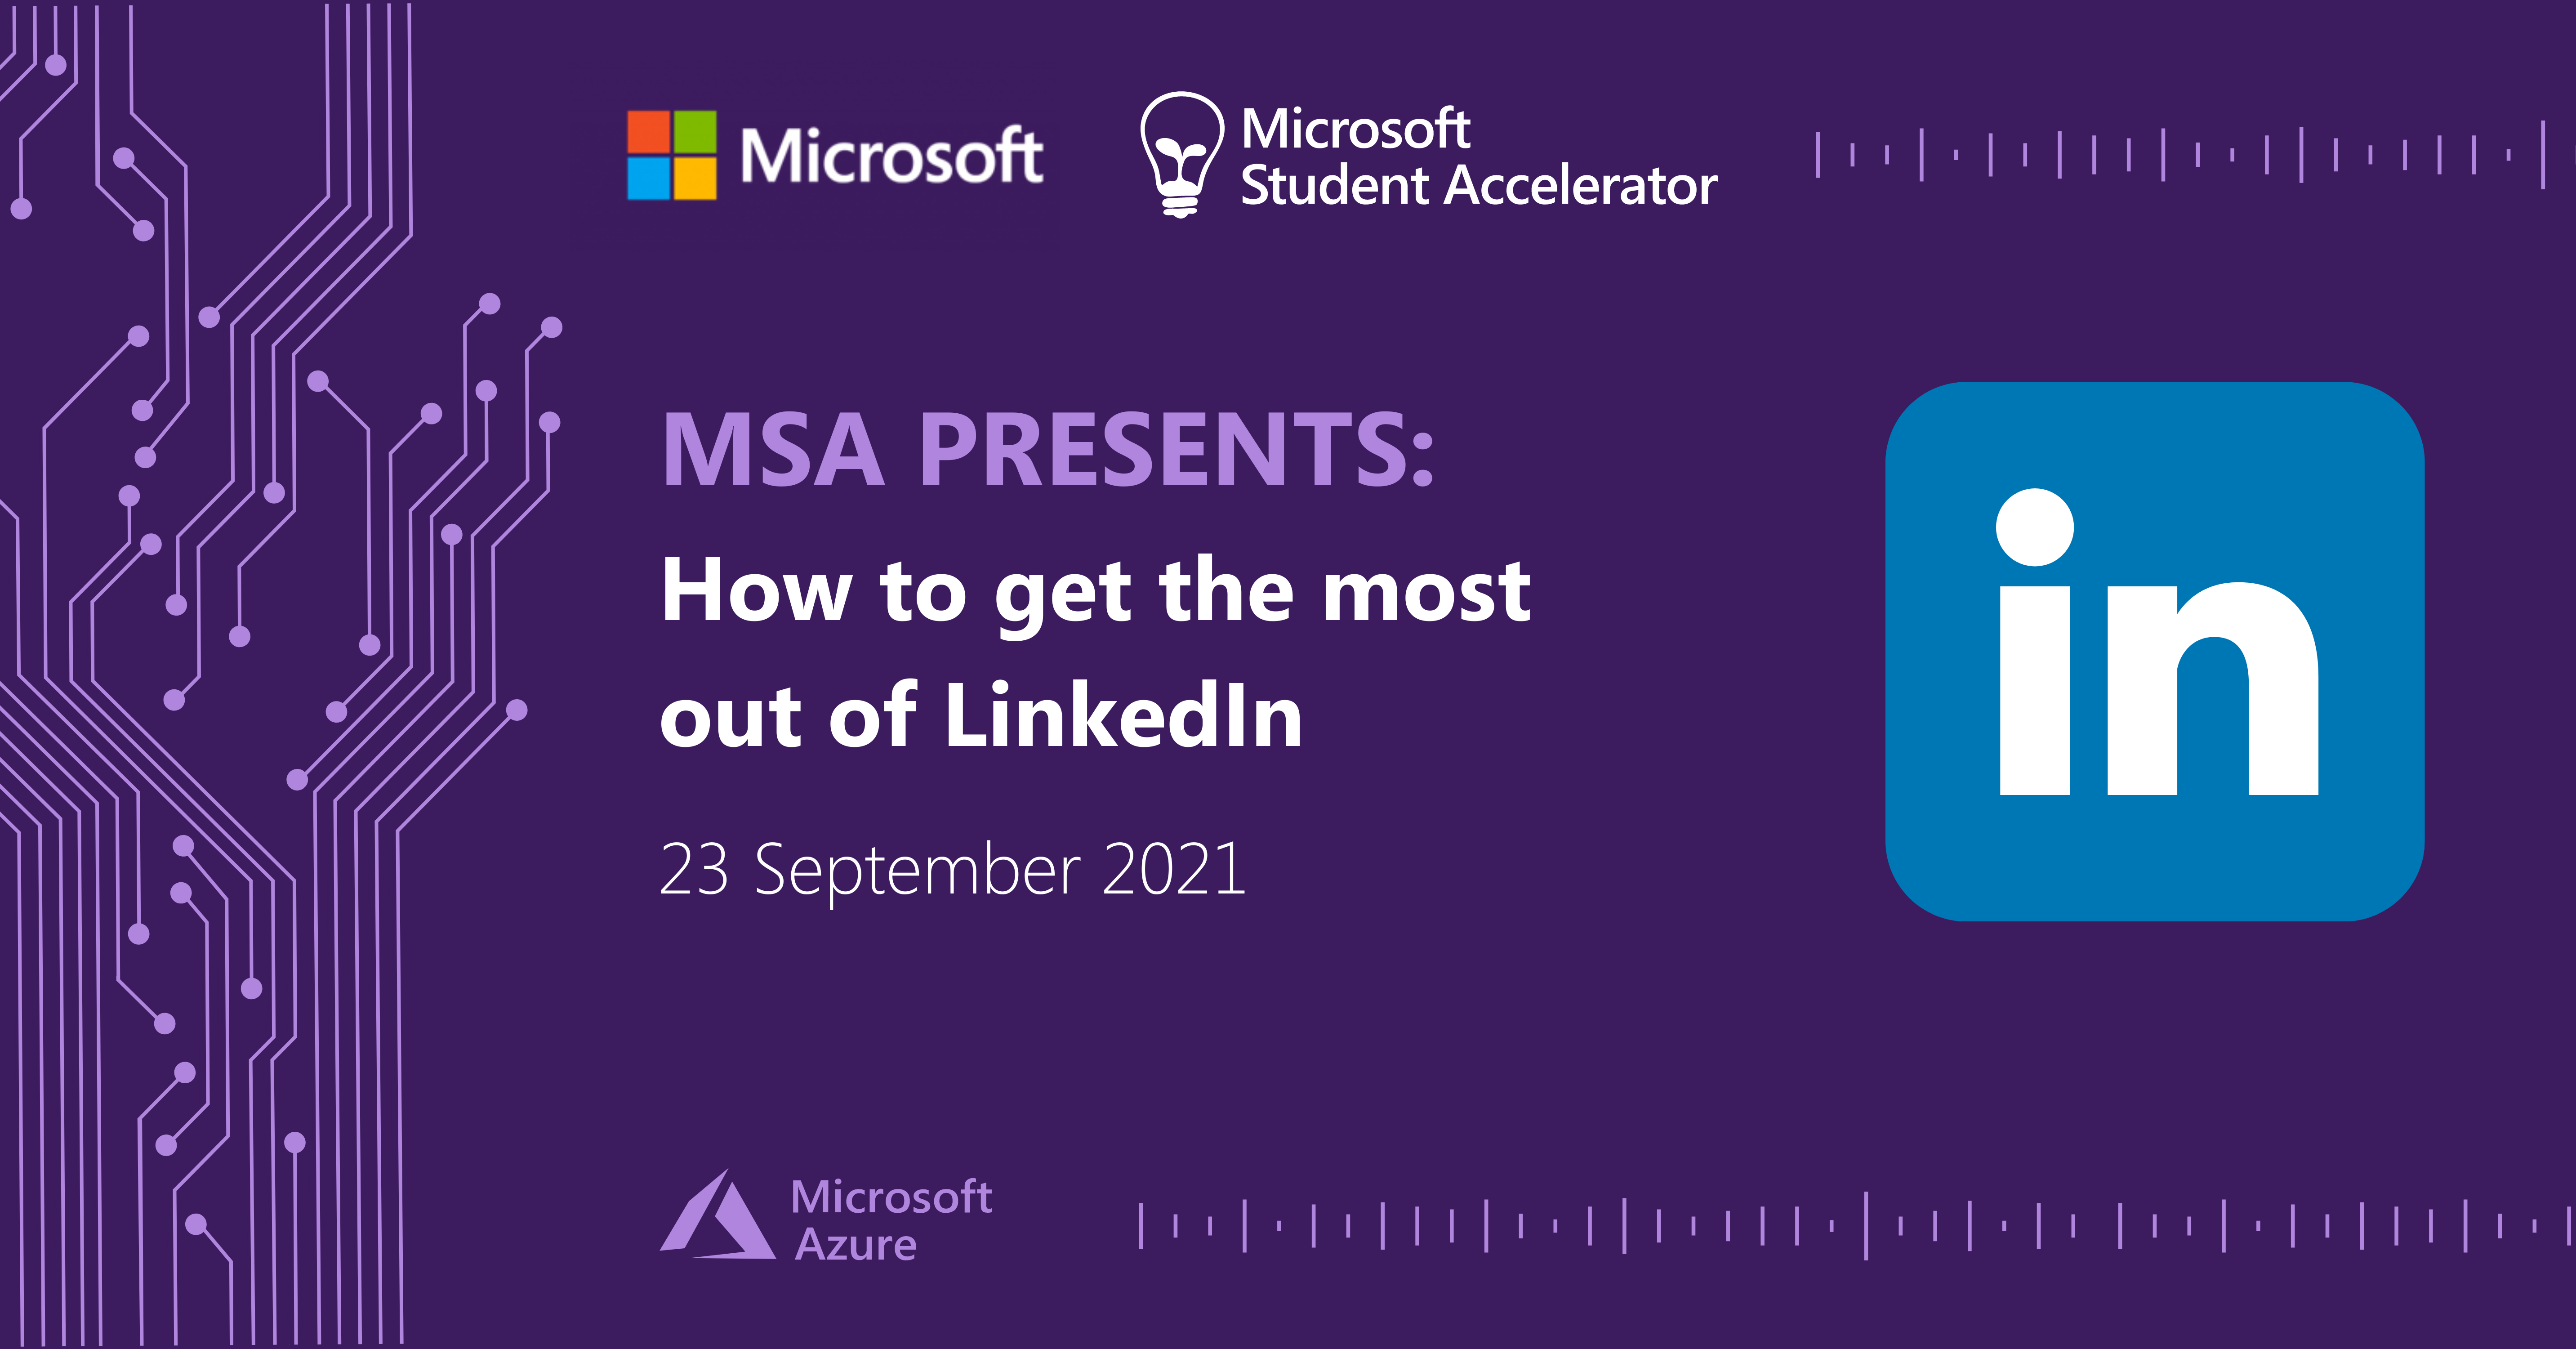 Microsoft
Microsoft
Student Accelerator
MSA PRESENTS:
How to get the most
out of LinkedIn
23 September 2021
in
Microsoft
Azure